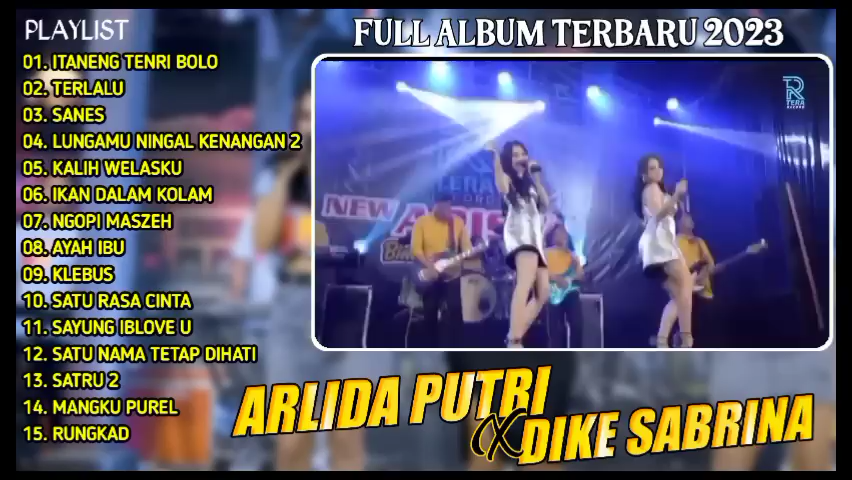 PLAYLIST
01. ITANENG TENRI BOLO
02. TERLALU
03. SANES
04. LUNGAMU NINGAL KENANGAN 2
05. KALIH WELASKU
06. IKAN DALAM KOLAM
07. NGOPI MASZEH
08. AYAH IBU
09. KLEBUS
10. SATU RASA CINTA
11. SAYUNG IBLOVE U
12. SATU NAMA TETAP DIHATI
13. SATRU 2
14. MANGKU PUREL
15. RUNGKAD
FULL ALBUM TERBARU 2023
TERA
NEW
ARLIDA PUTRI
X DIKE SABRINA